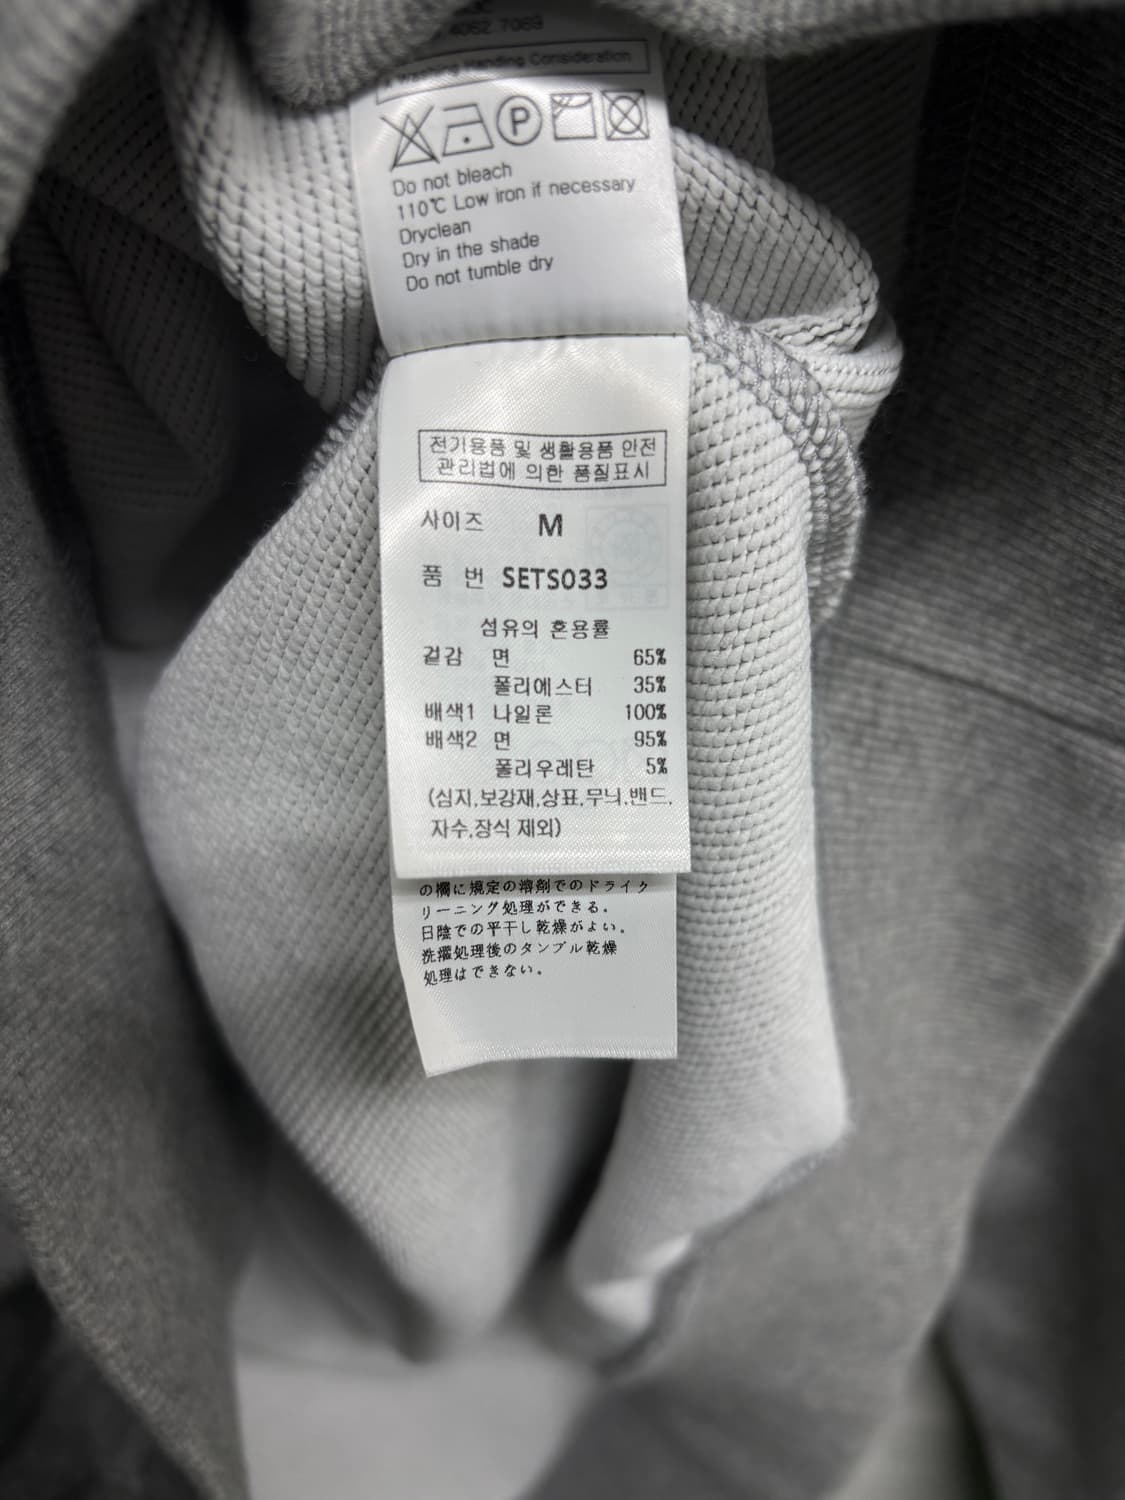 4062.7069
Washing Handing Consideration
Do not bleach
110℃ Low iron if necessary
Dryclean
Dry in the shade
Do not tumble dry
전기용품 및 생활용품 안전
관리법에 의한 품질표시
사이즈 M
품 번 SETS033
섬유의 혼용률
겉감 면 65%
폴리에스터 35%
배색1 나일론 100%
배색2 면 95%
폴리우레탄 5%
(심지,보강재,상표,무늬,밴드,
자수,장식 제외)
の欄に規定の溶剤でのドライク
リーニング処理ができる.
日陰での平干し乾燥がよい.
洗濯処理後のタンブル乾燥
処理はできない.